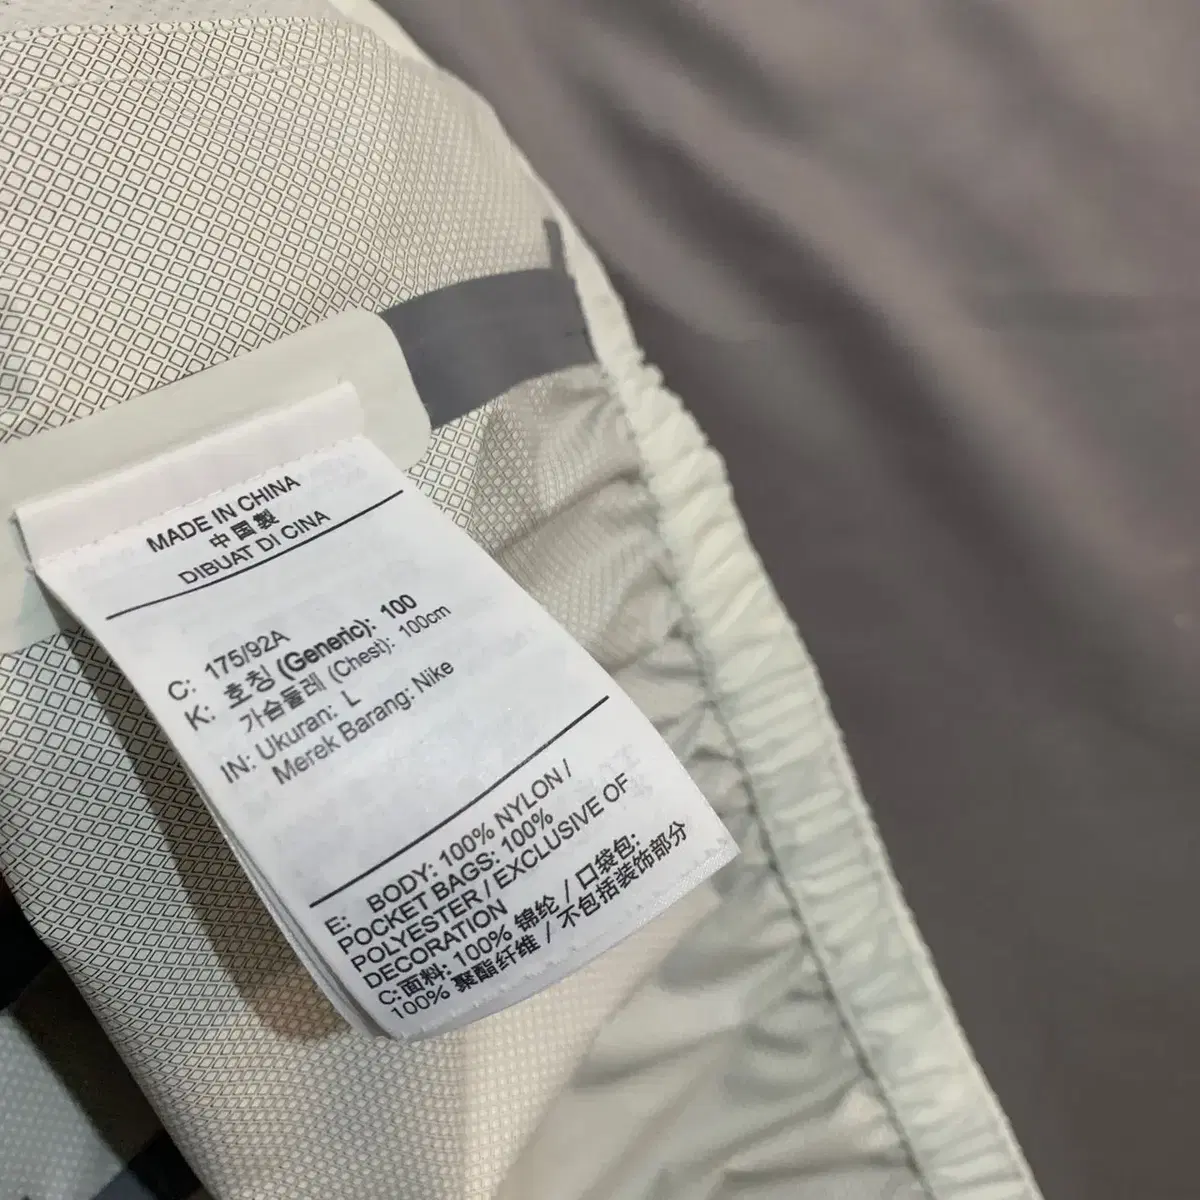 MADE IN CHINA
中国製
DIBUAT DI CINA
C: 175/92A
K: 호칭 (Generic): 100
가슴둘레 (Chest): 100cm
IN: Ukuran: L
Merek Barang: Nike
E: BODY: 100% NYLON /
POCKET BAGS: 100%
POLYESTER / EXCLUSIVE OF
DECORATION
C:面料: 100% 锦纶 / 口袋包:
100% 聚酯纤维 / 不包括装饰部分